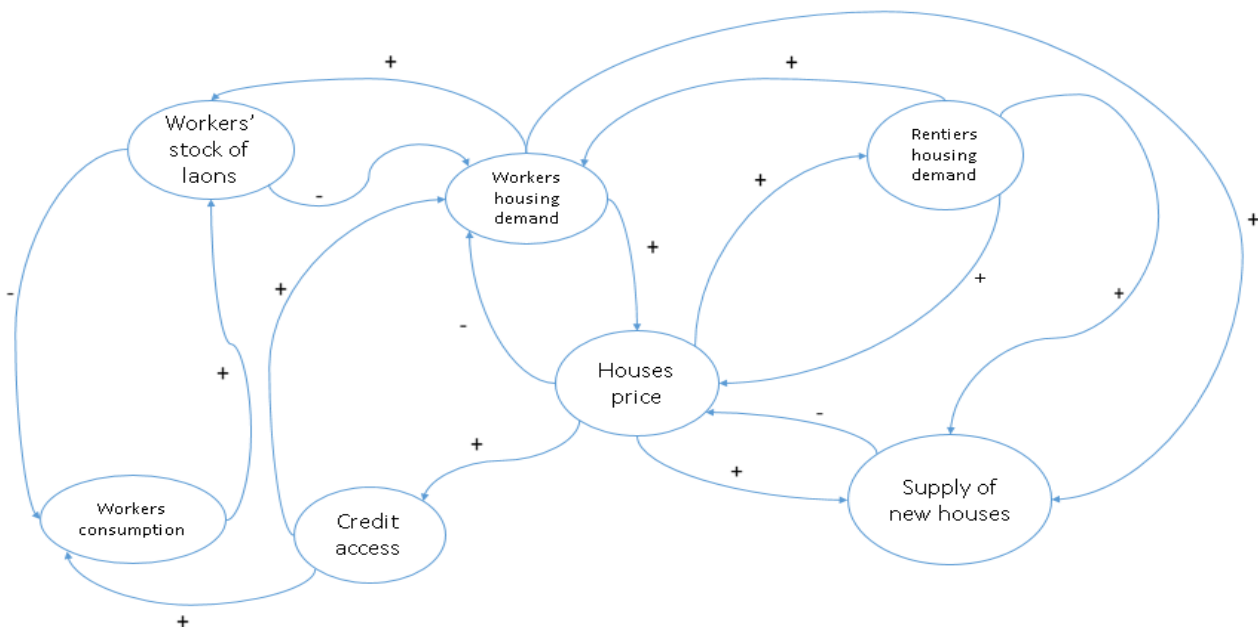 +
+
+
Workers’
stock of
laons
-
Workers
housing
demand
Rentiers
housing
demand
+
+
+
-
+
+
+
-
+
Houses
price
-
+
+
Workers
consumption
Credit
access
Supply of
new houses
+